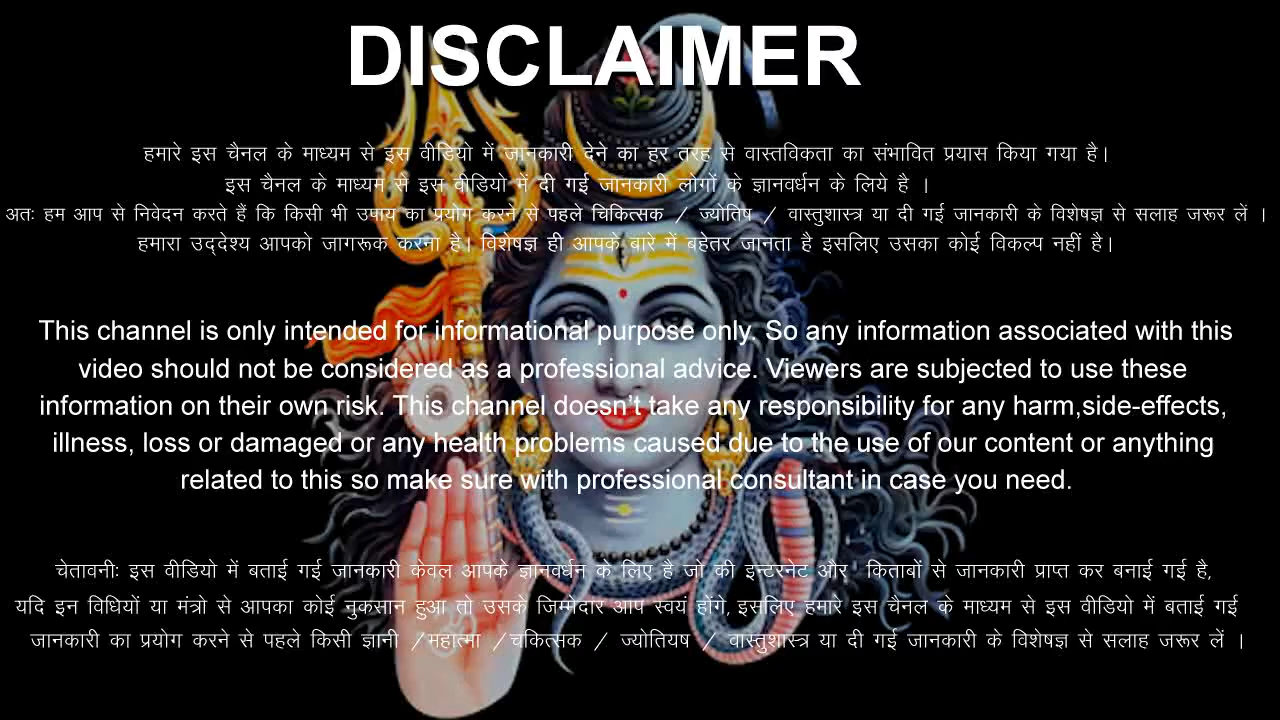 DISCLAIMER
हमारे इस चैनल के माध्यम से इस वीडियो में जानकारी देने का हर तरह से वास्तविकता का संभावित प्रयास किया गया है।
इस चैनल के माध्यम से इस वीडियो में दी गई जानकारी लोगों के ज्ञानवर्धन के लिये है ।
अतः हम आप से निवेदन करते हैं कि किसी भी उपाय का प्रयोग करने से पहले चिकित्सक / ज्योतिष / वास्तुशास्त्र या दी गई जानकारी के विशेषज्ञ से सलाह जरूर लें ।
हमारा उद्देश्य आपको जागरूक करना है। विशेषज्ञ ही आपके बारे में बहेतर जानता है इसलिए उसका कोई विकल्प नहीं है।
This channel is only intended for informational purpose only. So any information associated with this
video should not be considered as a professional advice. Viewers are subjected to use these
information on their own risk. This channel doesn't take any responsibility for any harm,side-effects,
illness, loss or damaged or any health problems caused due to the use of our content or anything
related to this so make sure with professional consultant in case you need.
चेतावनीः इस वीडियो में बताई गई जानकारी केवल आपके ज्ञानवर्धन के लिए है जो की इन्टरनेट और किताबों से जानकारी प्राप्त कर बनाई गई है,
यदि इन विधियों या मंत्रो से आपका कोई नुकसान हुआ तो उसके जिम्मेदार आप स्वयं होंगे, इसलिए हमारे इस चैनल के माध्यम से इस वीडियो में बताई गई
जानकारी का प्रयोग करने से पहले किसी ज्ञानी /महात्मा /चकित्सक / ज्योतियष / वास्तुशास्त्र या दी गई जानकारी के विशेषज्ञ से सलाह जरूर लें ।